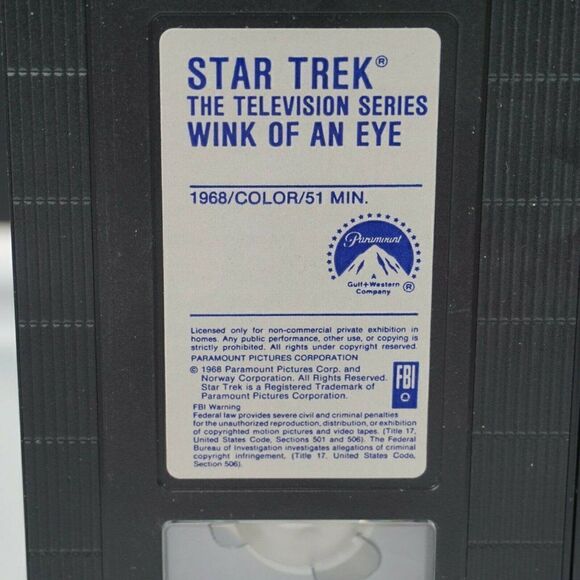 STAR TREK®
THE TELEVISION SERIES
WINK OF AN EYE
1968/COLOR/51 MIN.
Paramount
A
Gulf+Western
Company ®
Licensed only for non-commercial private exhibition in
homes. Any public performance, other use, or copying is
strictly prohibited. All rights under copyright reserved.
PARAMOUNT PICTURES CORPORATION
© 1968 Paramount Pictures Corp. and
Norway Corporation. All Rights Reserved.
Star Trek is a Registered Trademark of
Paramount Pictures Corporation.
FBI
FBI Warning
Federal law provides severe civil and criminal penalties
for the unauthorized reproduction, distribution, or exhibition
of copyrighted motion pictures and video tapes. (Title 17,
United States Code, Sections 501 and 506). The Federal
Bureau of Investigation investigates allegations of criminal
copyright infringement, (Title 17, United States Code,
Section 506).